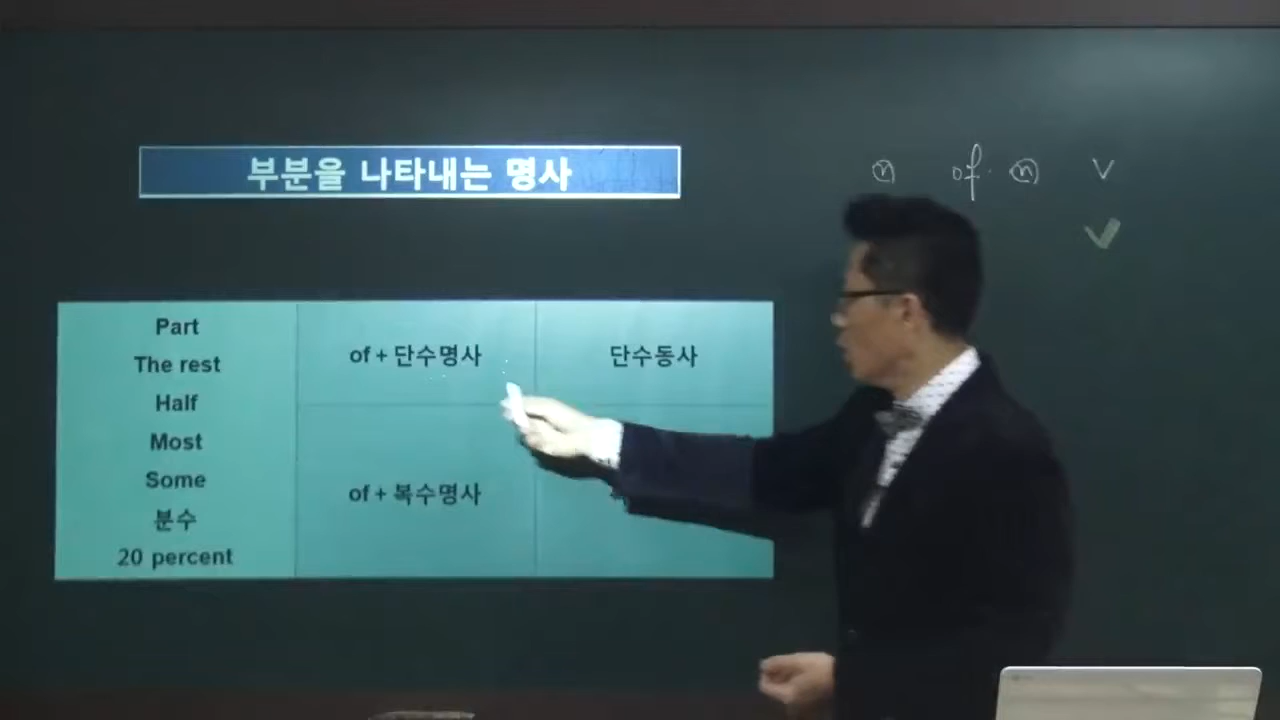 부분을 나타내는 명사
n of n v
Part
The rest
Half
Most
Some
분수
20 percent
of + 단수명사
단수동사
of + 복수명사